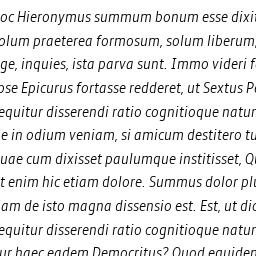 oc Hieronymus summum bonum esse dixit
olum praeterea formosum, solum liberum,
ge, inquies, ista parva sunt. Immo videri f
ose Epicurus fortasse redderet, ut Sextus Pe
equitur disserendi ratio cognitioque natur
e in odium veniam, si amicum destitero tu
uae cum dixisset paulumque institisset, Qu
t enim hic etiam dolore. Summus dolor plu
am de isto magna dissensio est. Est, ut dic
equitur disserendi ratio cognitioque natur
ur haec eadem Democritus? Quod equidem